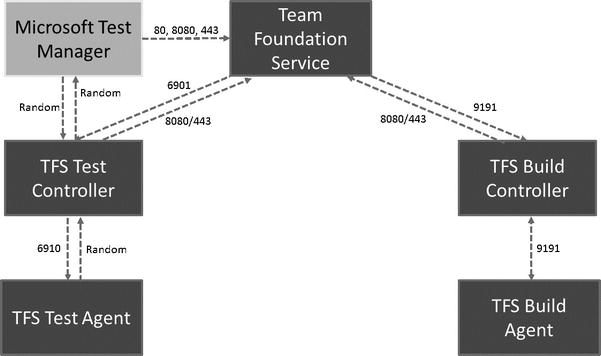 Microsoft Test
Manager
80, 8080, 443
Team
Foundation
Service
Random
Random
6901
8080/443
9191
8080/443
TFS Test
Controller
TFS Build
Controller
6910
Random
9191
TFS Test Agent
TFS Build
Agent